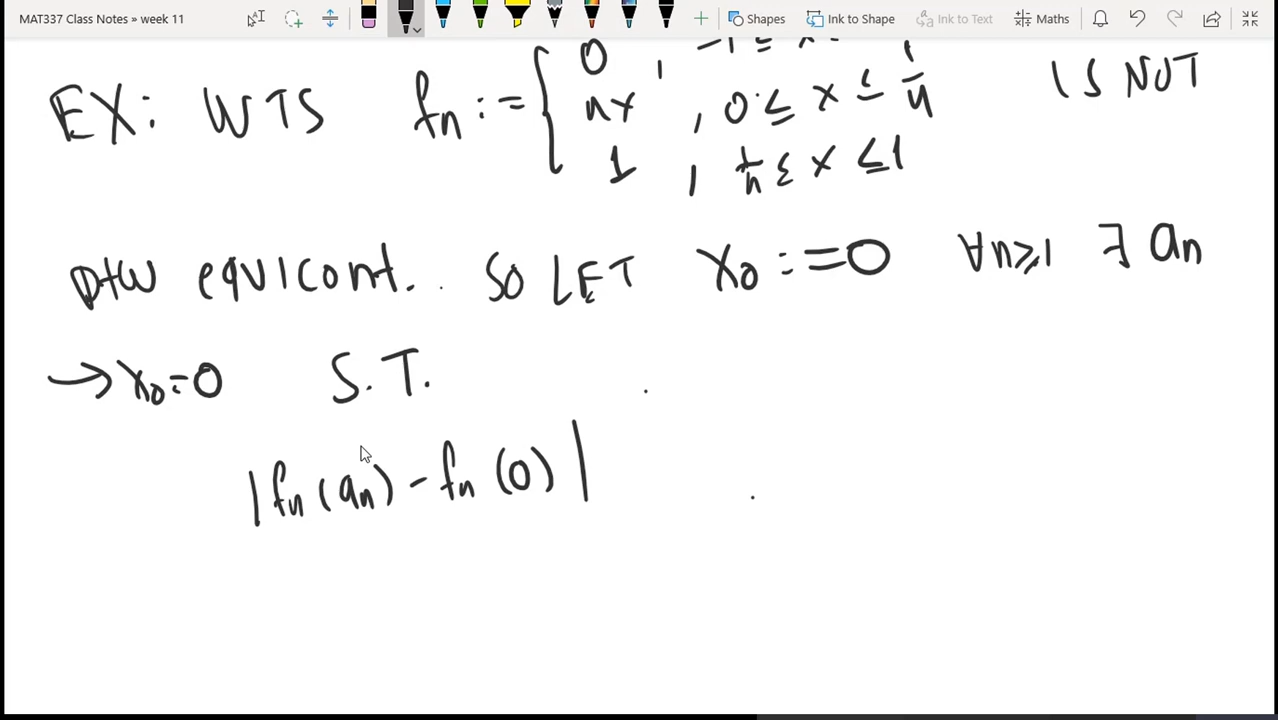 MAT337 Class Notes » week 11
Shapes Ink to Shape Ink to Text Maths
EX: WTS fn := { 0 , -1 ≤ x ≤
nx , 0 ≤ x ≤ 1/n
1 , 1/n ≤ x ≤ 1
IS NOT
ptw equicont. SO LET x0 := 0 ∀n≥1 ∃ an
→ x0=0 S.T.
|fn(an) - fn(0)|